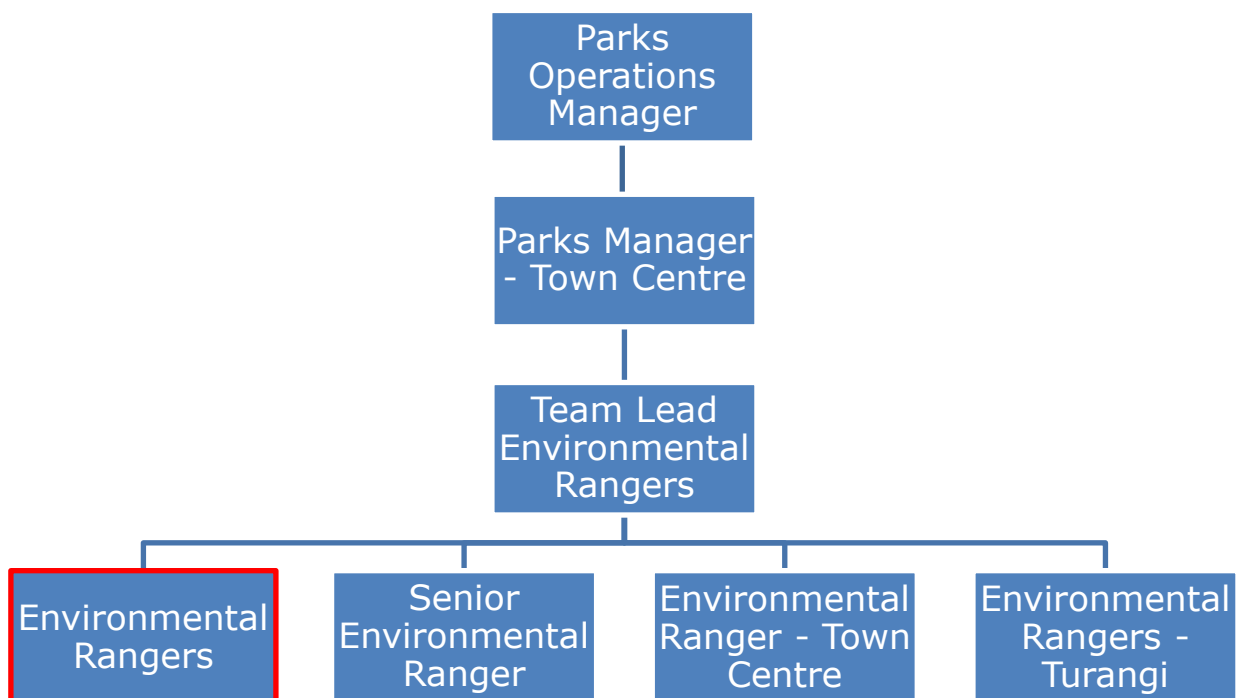 Parks
Operations
Manager
Parks Manager
- Town Centre
Team Lead
Environmental
Rangers
Environmental
Rangers
Senior
Environmental
Ranger
Environmental
Ranger - Town
Centre
Environmental
Rangers -
Turangi